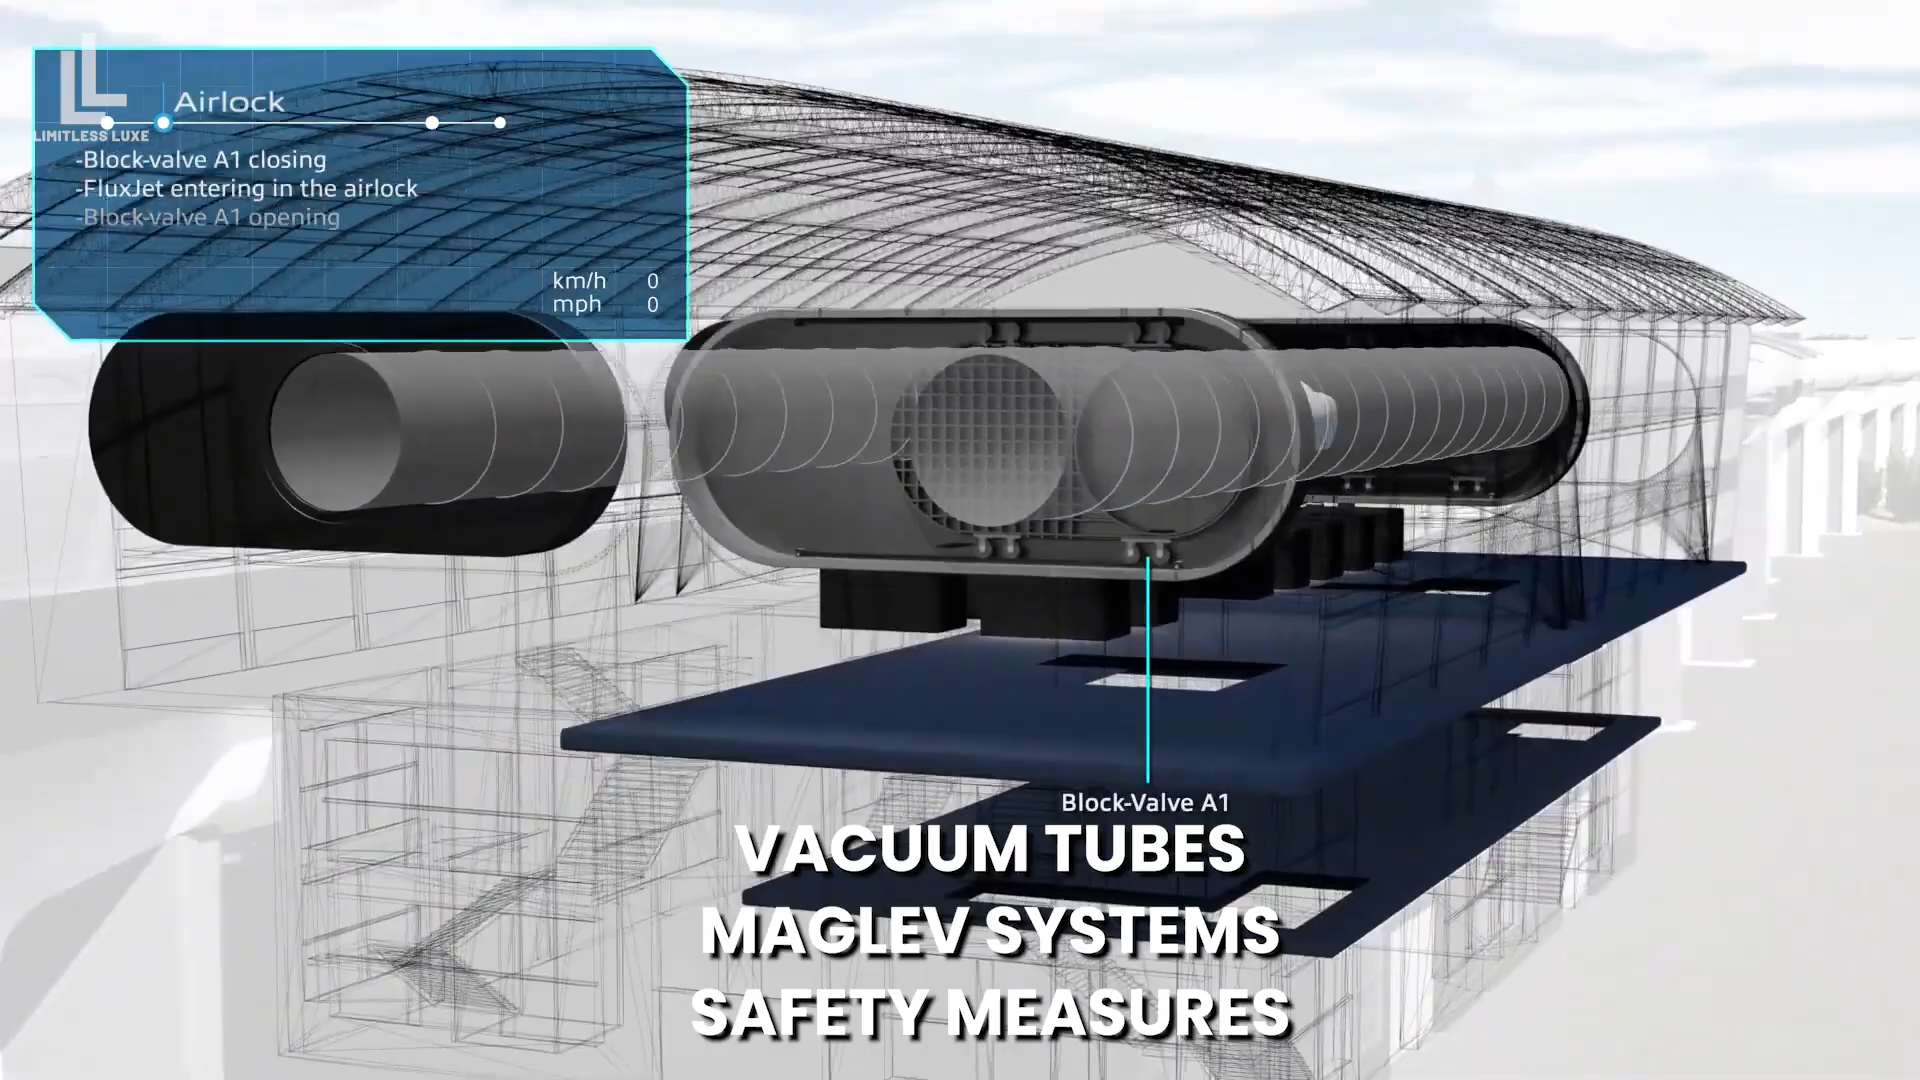 LIMITLESS LUXE
Airlock
-Block-valve A1 closing
-FluxJet entering in the airlock
-Block-valve A1 opening
km/h 0
mph 0
Block-Valve A1
VACUUM TUBES
MAGLEV SYSTEMS
SAFETY MEASURES